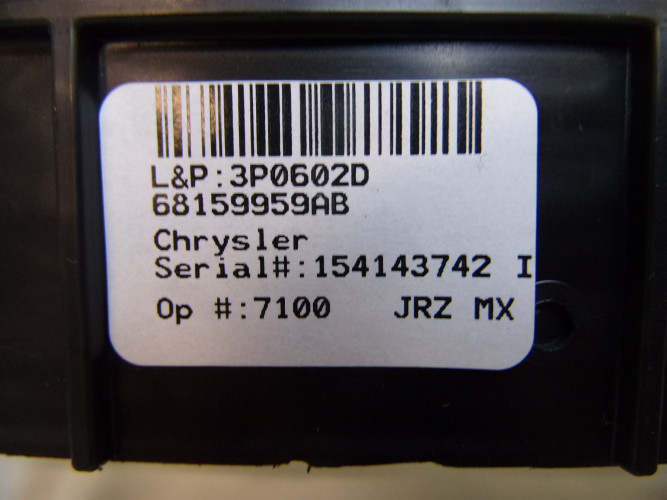 L&P:3P0602D
68159959AB
Chrysler
Serial#:154143742 I
Op #:7100 JRZ MX